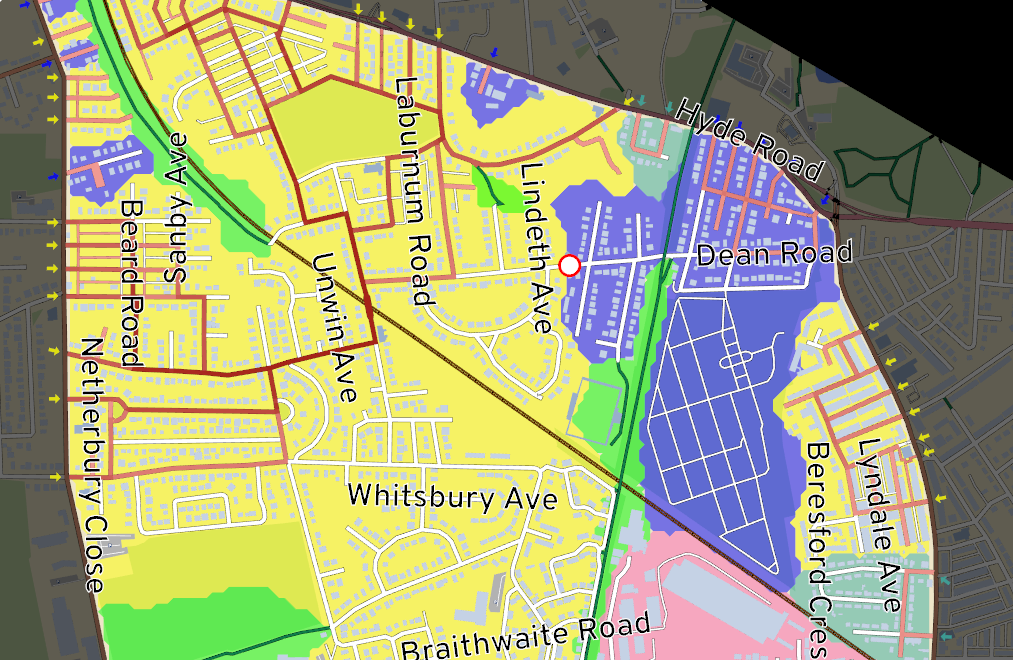 Hyde Road
Laburnum Road
Sandy Ave
Lindeth Ave
Beard Road
Dean Road
Unwin Ave
Netherbury Close
Lyndale Ave
Beresford Cres
Whitsbury Ave
Braithwaite Road